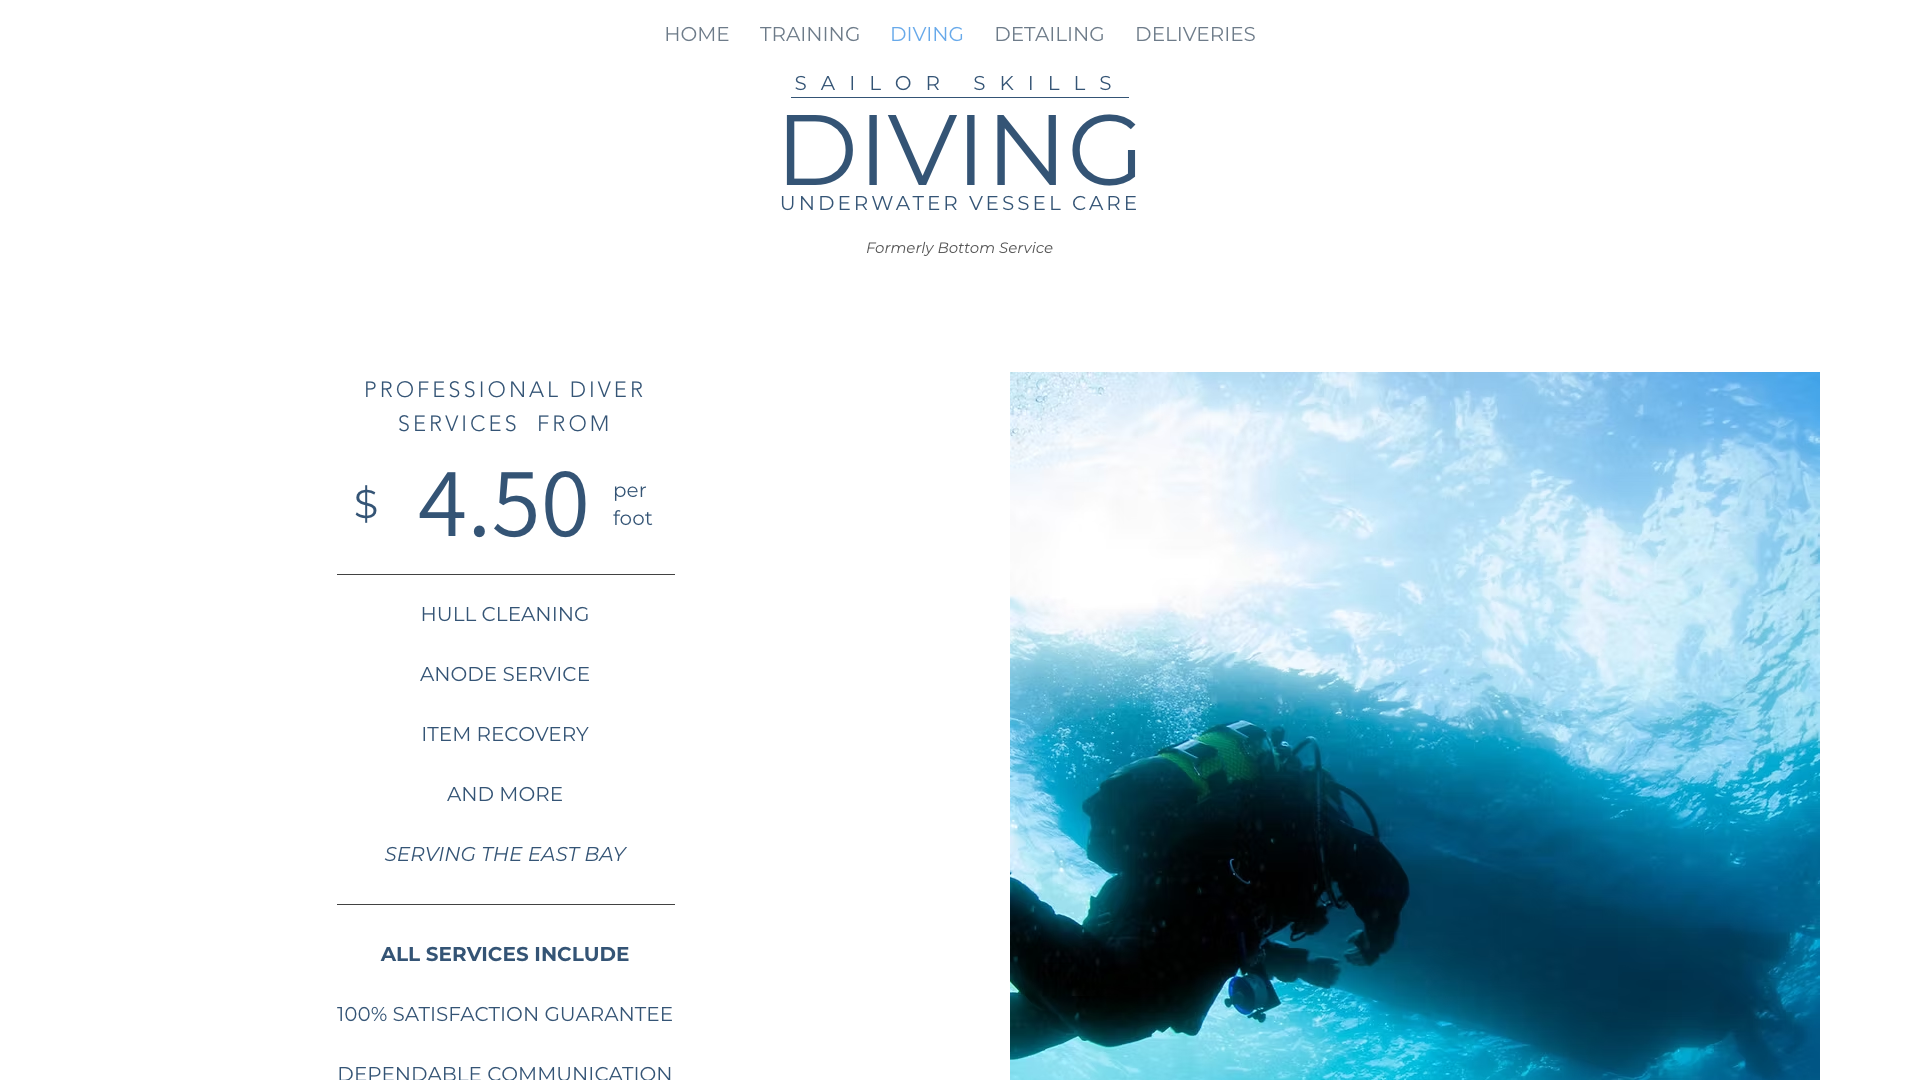 HOME TRAINING DIVING DETAILING DELIVERIES
SAILOR SKILLS
DIVING
UNDERWATER VESSEL CARE
Formerly Bottom Service
PROFESSIONAL DIVER
SERVICES FROM
$ 4.50 per
foot
HULL CLEANING
ANODE SERVICE
ITEM RECOVERY
AND MORE
SERVING THE EAST BAY
ALL SERVICES INCLUDE
100% SATISFACTION GUARANTEE
DEPENDABLE COMMUNICATION